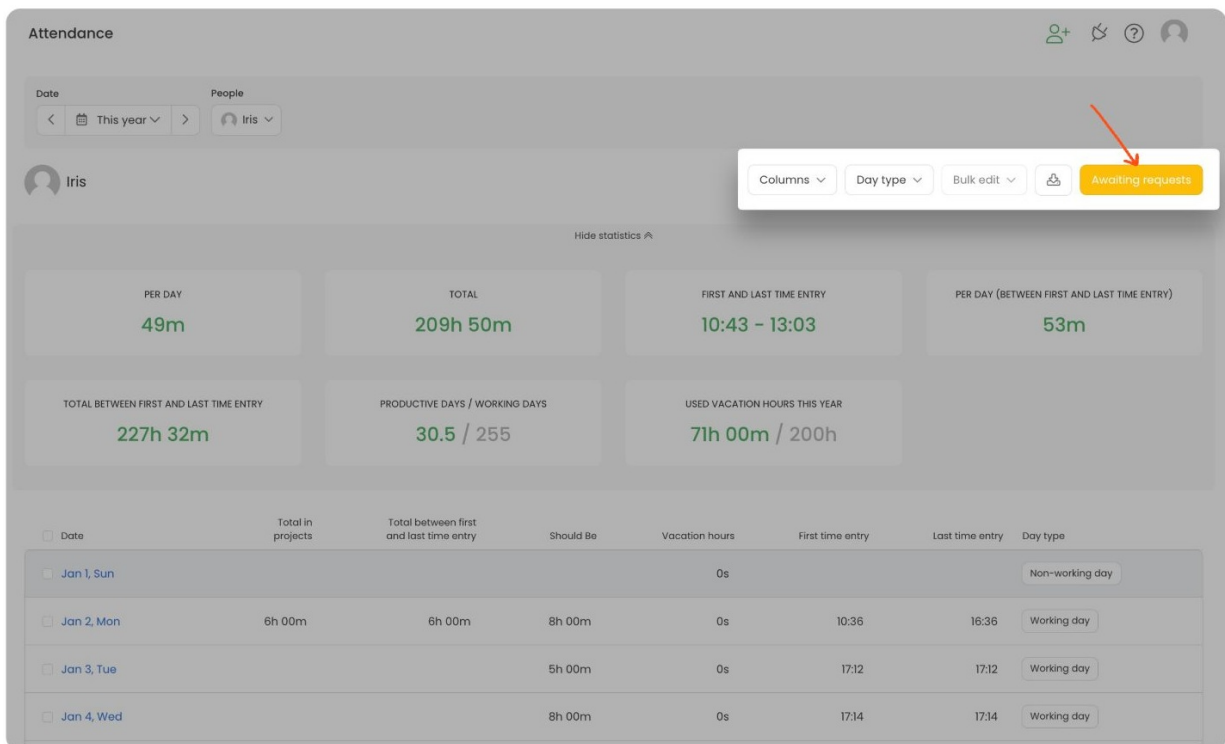 Attendance
Date People
This year Iris
Iris
Columns Day type Bulk edit Awaiting requests
Hide statistics
PER DAY TOTAL FIRST AND LAST TIME ENTRY PER DAY (BETWEEN FIRST AND LAST TIME ENTRY)
49m 209h 50m 10:43 - 13:03 53m
TOTAL BETWEEN FIRST AND LAST TIME ENTRY PRODUCTIVE DAYS / WORKING DAYS USED VACATION HOURS THIS YEAR
227h 32m 30.5 / 255 71h 00m / 200h
Total in Total between first
Date projects and last time entry Should Be Vacation hours First time entry Last time entry Day type
Jan 1, Sun 0s Non-working day
Jan 2, Mon 6h 00m 6h 00m 8h 00m 0s 10:36 16:36 Working day
Jan 3, Tue 5h 00m 0s 17:12 17:12 Working day
Jan 4, Wed 8h 00m 0s 17:14 17:14 Working day